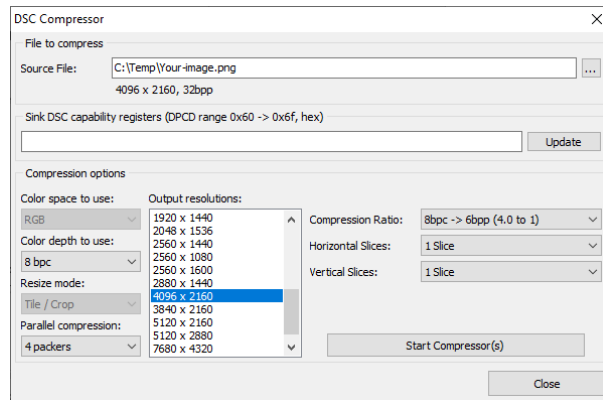 DSC Compressor
File to compress
Source File:
C:\Temp\Your-image.png
...
4096 x 2160, 32bpp
Sink DSC capability registers (DPCD range 0x60 -> 0x6f, hex)
Update
Compression options
Color space to use:
RGB
Color depth to use:
8 bpc
Resize mode:
Tile / Crop
Parallel compression:
4 packers
Output resolutions:
1920 x 1440
2048 x 1536
2560 x 1440
2560 x 1080
2560 x 1600
2880 x 1440
4096 x 2160
3840 x 2160
5120 x 2160
5120 x 2880
7680 x 4320
Compression Ratio:
8bpc -> 6bpp (4.0 to 1)
Horizontal Slices:
1 Slice
Vertical Slices:
1 Slice
Start Compressor(s)
Close